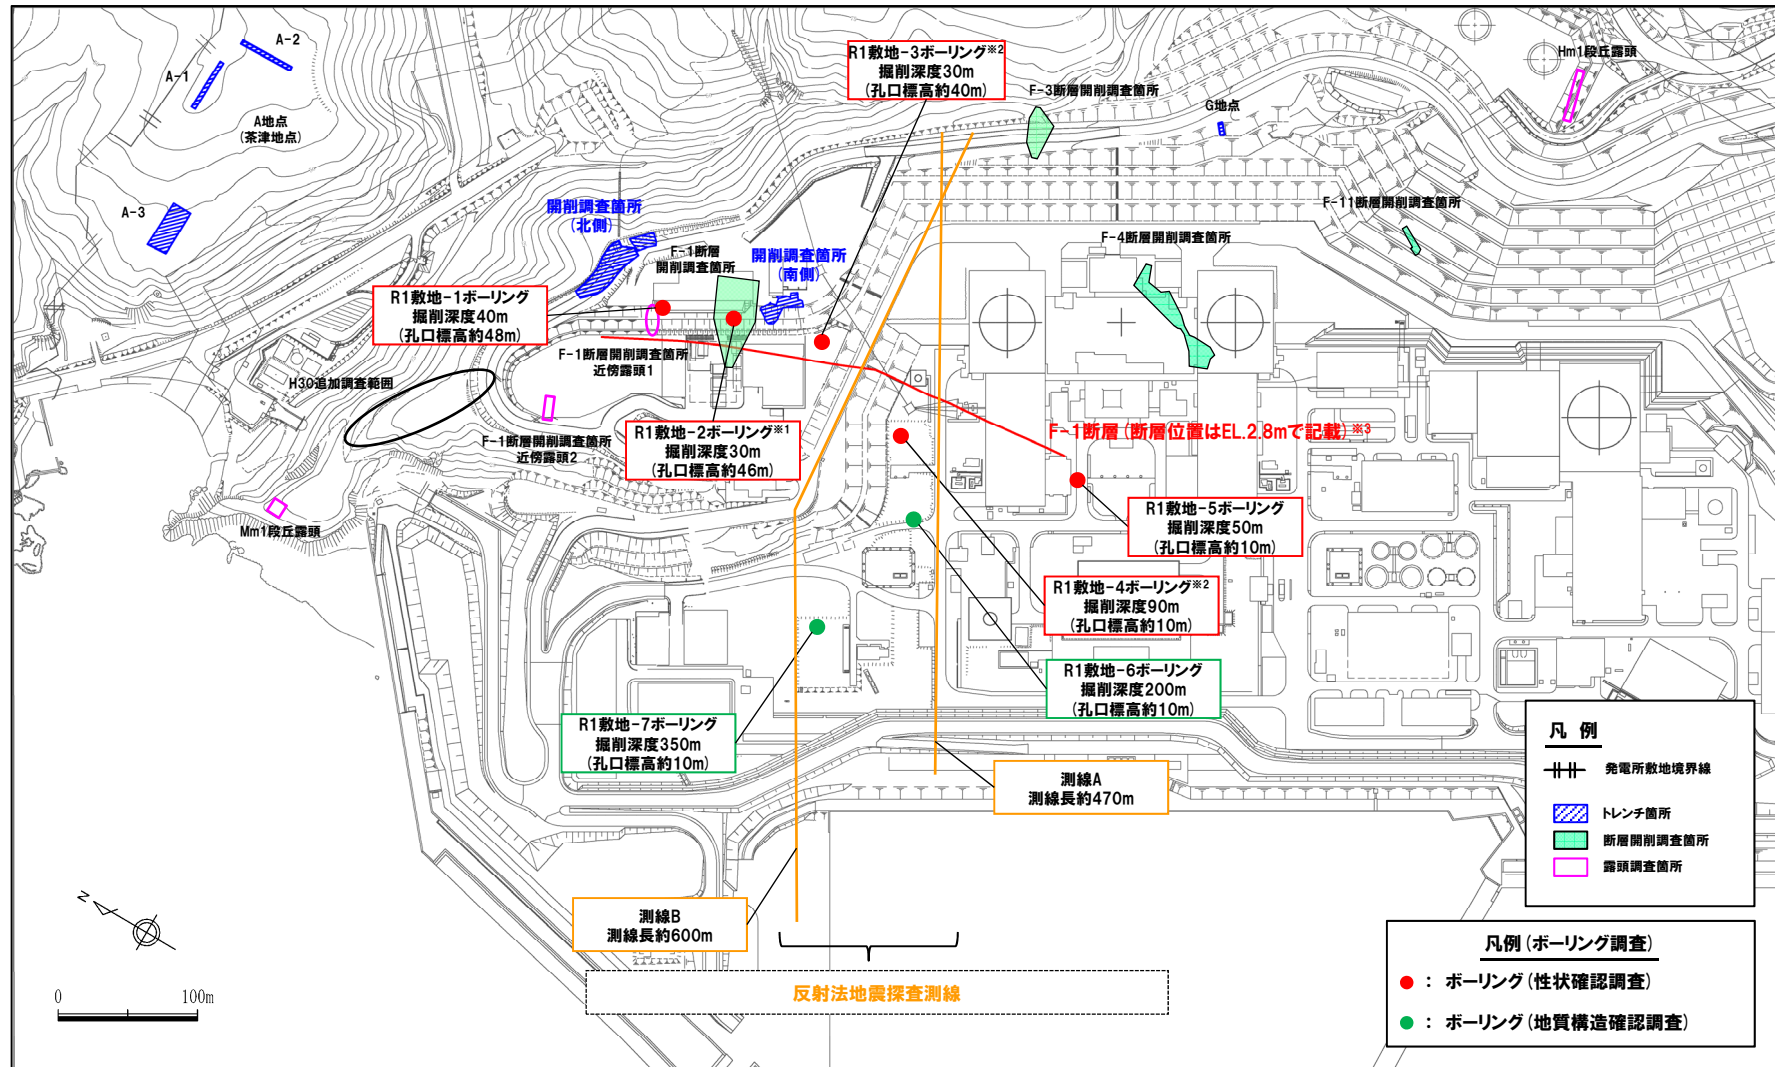 A-2
A-1
A地点
(茶津地点)
A-3
R1敷地-3ボーリング※2
掘削深度30m
(孔口標高約40m)
F-3断層開削調査箇所
G地点
Hm1段丘露頭
F-11断層開削調査箇所
F-4断層開削調査箇所
開削調査箇所
(北側)
F-1断層
開削調査箇所
開削調査箇所
(南側)
R1敷地-1ボーリング
掘削深度40m
(孔口標高約48m)
F-1断層開削調査箇所
近傍露頭1
H30追加調査範囲
F-1断層開削調査箇所
近傍露頭2
R1敷地-2ボーリング※1
掘削深度30m
(孔口標高約46m)
F-1断層(断層位置はEL.2.8mで記載)※3
Mm1段丘露頭
R1敷地-5ボーリング
掘削深度50m
(孔口標高約10m)
R1敷地-4ボーリング※2
掘削深度90m
(孔口標高約10m)
R1敷地-6ボーリング
掘削深度200m
(孔口標高約10m)
R1敷地-7ボーリング
掘削深度350m
(孔口標高約10m)
測線A
測線長約470m
測線B
測線長約600m
反射法地震探査測線
N
0 100m
凡 例
発電所敷地境界線
トレンチ箇所
断層開削調査箇所
露頭調査箇所
凡例(ボーリング調査)
● : ボーリング(性状確認調査)
● : ボーリング(地質構造確認調査)